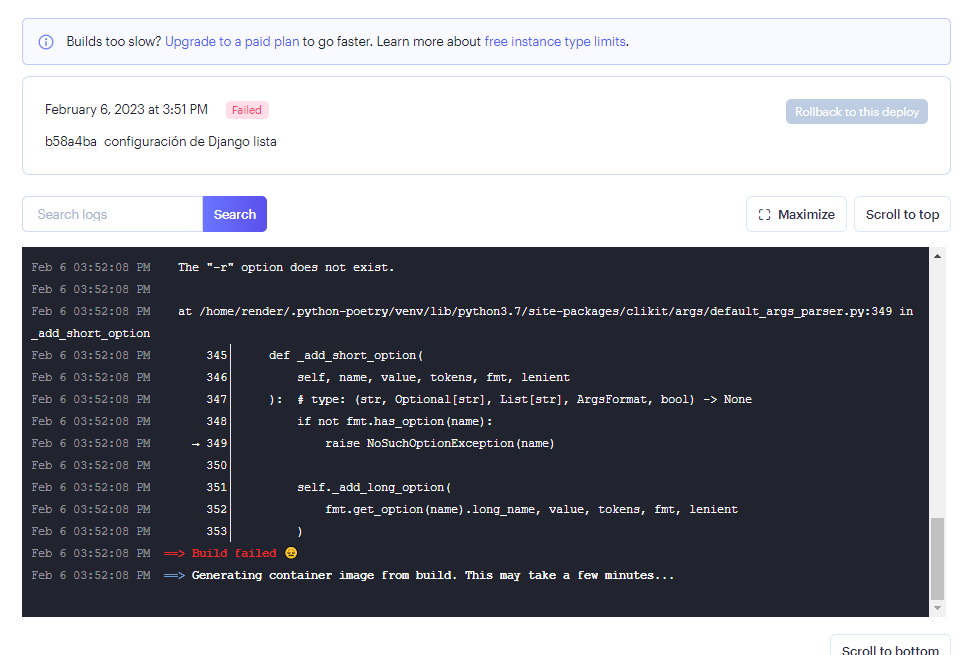 Builds too slow? Upgrade to a paid plan to go faster. Learn more about free instance type limits.
February 6, 2023 at 3:51 PM Failed
Rollback to this deploy
b58a4ba configuración de Django lista
Search logs Search Maximize Scroll to top
Feb 6 03:52:08 PM The "-r" option does not exist.
Feb 6 03:52:08 PM
Feb 6 03:52:08 PM at /home/render/.python-poetry/venv/lib/python3.7/site-packages/clikit/args/default_args_parser.py:349 in
_add_short_option
Feb 6 03:52:08 PM 345│ def _add_short_option(
Feb 6 03:52:08 PM 346│ self, name, value, tokens, fmt, lenient
Feb 6 03:52:08 PM 347│ ): # type: (str, Optional[str], List[str], ArgsFormat, bool) -> None
Feb 6 03:52:08 PM 348│ if not fmt.has_option(name):
Feb 6 03:52:08 PM → 349│ raise NoSuchOptionException(name)
Feb 6 03:52:08 PM 350│
Feb 6 03:52:08 PM 351│ self._add_long_option(
Feb 6 03:52:08 PM 352│ fmt.get_option(name).long_name, value, tokens, fmt, lenient
Feb 6 03:52:08 PM 353│ )
Feb 6 03:52:08 PM ==> Build failed 😞
Feb 6 03:52:08 PM ==> Generating container image from build. This may take a few minutes...
Scroll to bottom